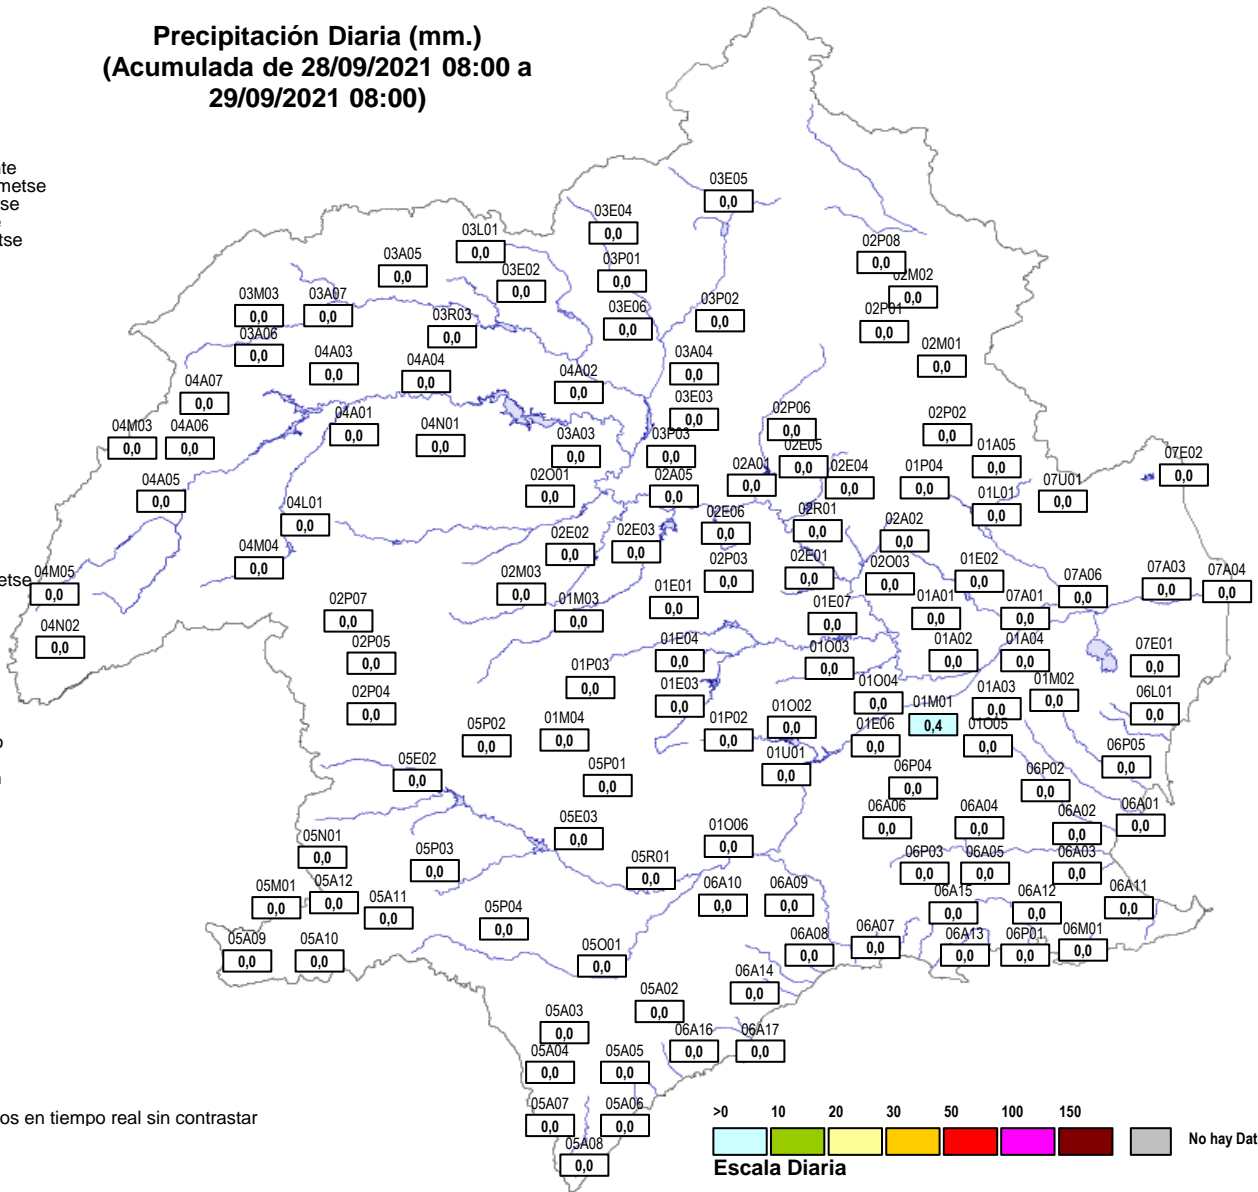 Precipitación Diaria (mm.)
(Acumulada de 28/09/2021 08:00 a
29/09/2021 08:00)
03E05
0,0
03E04
0,0
03L01
0,0
03A05
0,0
03E02
0,0
03P01
0,0
02P08
0,0
02M02
0,0
03M03
0,0
03A07
0,0
03R03
0,0
03E06
0,0
03P02
0,0
02P01
0,0
03A06
0,0
04A03
0,0
04A04
0,0
04A02
0,0
03A04
0,0
02M01
0,0
04A07
0,0
03E03
0,0
04M03
0,0
04A06
0,0
04A01
0,0
04N01
0,0
03A03
0,0
03P03
0,0
02P06
0,0
02P02
0,0
02E05
0,0
01A05
0,0
07E02
0,0
04A05
0,0
02O01
0,0
02A05
0,0
02A01
0,0
02E04
0,0
01P04
0,0
07U01
0,0
01L01
0,0
04L01
0,0
02E06
0,0
02R01
0,0
02A02
0,0
04M04
0,0
02E02
0,0
02E03
0,0
metse
04M05
0,0
02M03
0,0
02P03
0,0
02E01
0,0
02O03
0,0
01E02
0,0
07A06
0,0
07A03
0,0
07A04
0,0
01M03
0,0
01E01
0,0
01E07
0,0
01A01
0,0
07A01
0,0
04N02
0,0
02P07
0,0
02P05
0,0
01E04
0,0
01O03
0,0
01A02
0,0
01A04
0,0
07E01
0,0
02P04
0,0
01P03
0,0
01E03
0,0
01O04
0,0
01M01
0,4
01A03
0,0
01M02
0,0
06L01
0,0
05P02
0,0
01M04
0,0
01P02
0,0
01O02
0,0
01E06
0,0
01O05
0,0
05E02
0,0
05P01
0,0
01U01
0,0
06P04
0,0
06P02
0,0
06P05
0,0
05E03
0,0
01O06
0,0
06A06
0,0
06A04
0,0
06A02
0,0
06A01
0,0
05N01
0,0
05P03
0,0
05R01
0,0
06P03
0,0
06A05
0,0
06A03
0,0
05M01
0,0
05A12
0,0
05A11
0,0
06A10
0,0
06A09
0,0
06A15
0,0
06A12
0,0
06A11
0,0
05P04
0,0
05A09
0,0
05A10
0,0
05O01
0,0
06A08
0,0
06A07
0,0
06A13
0,0
06P01
0,0
06M01
0,0
06A14
0,0
05A02
0,0
05A03
0,0
06A16
0,0
06A17
0,0
05A04
0,0
05A05
0,0
05A07
0,0
05A06
0,0
05A08
0,0
os en tiempo real sin contrastar
>0 10 20 30 50 100 150
No hay Dat
Escala Diaria